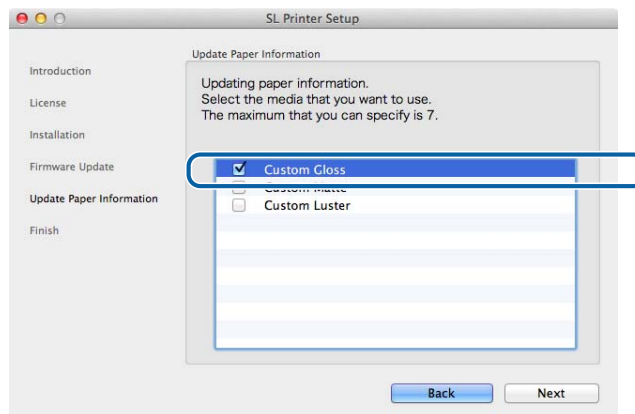 SL Printer Setup
Update Paper Information
Introduction
License
Installation
Firmware Update
Update Paper Information
Finish
Updating paper information.
Select the media that you want to use.
The maximum that you can specify is 7.
Custom Gloss
Custom Matte
Custom Luster
Back
Next